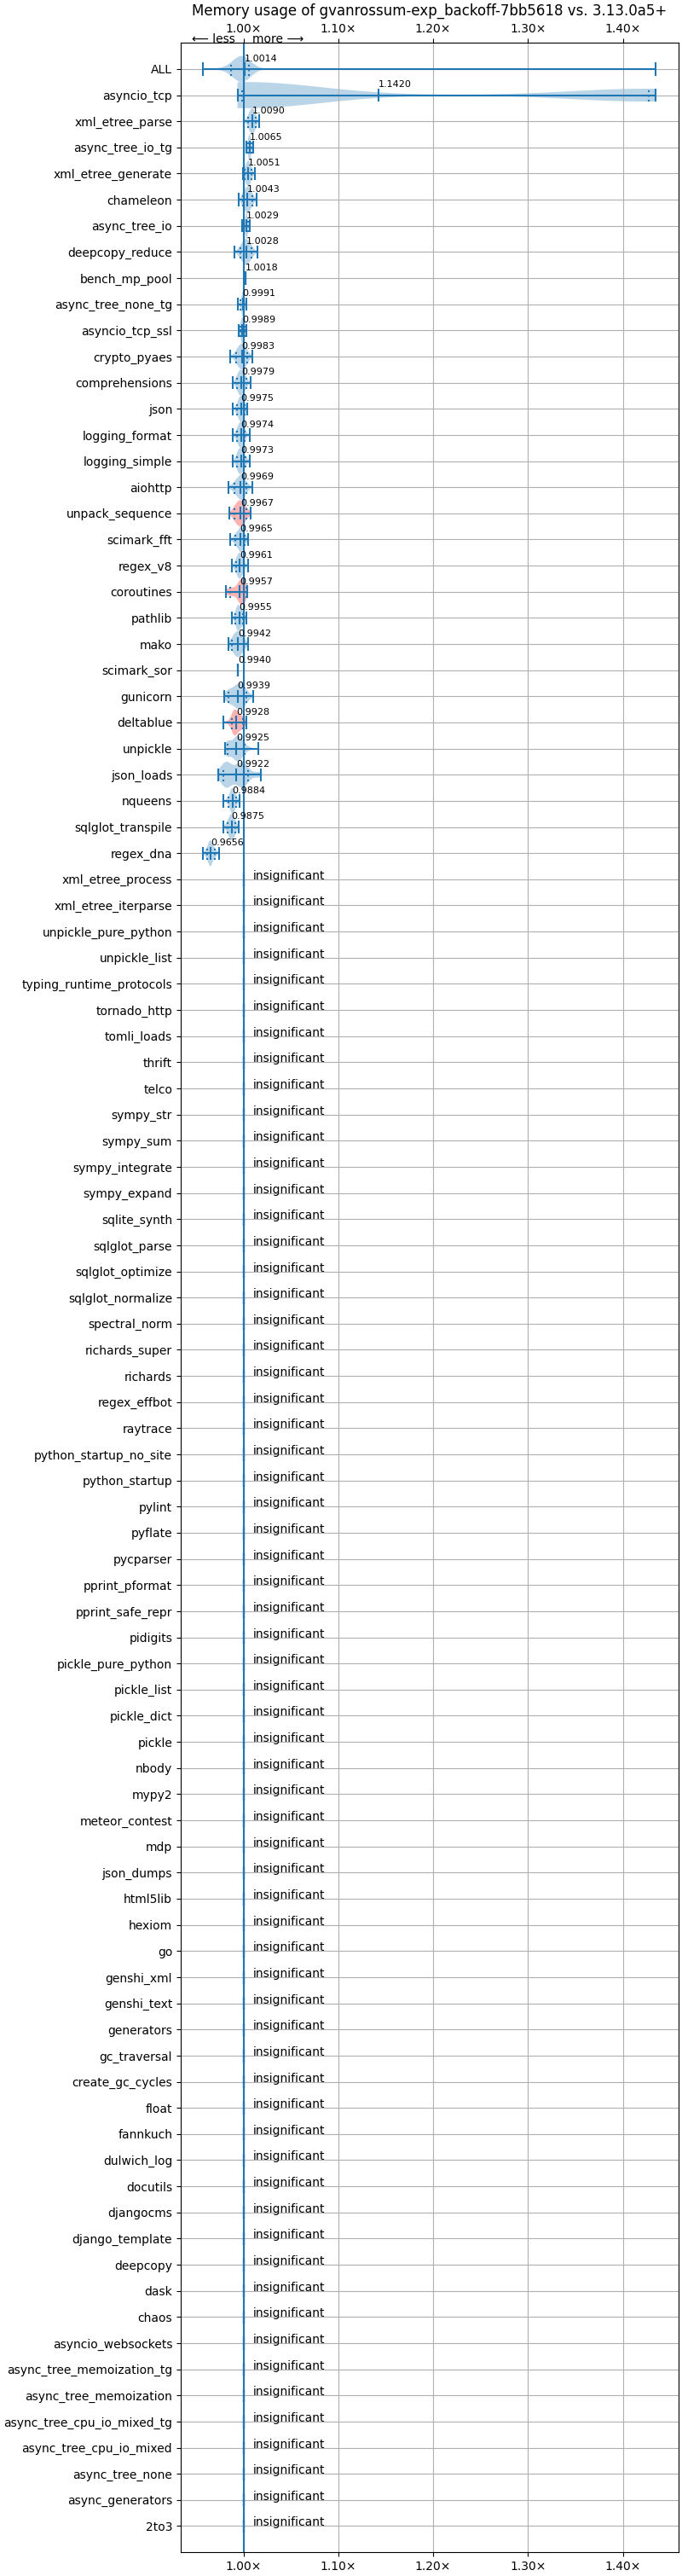 Memory usage of gvanrossum-exp_backoff-7bb5618 vs. 3.13.0a5+
1.00× 1.10× 1.20× 1.30× 1.40×
⟵ less more ⟶
ALL 1.0014
asyncio_tcp 1.1420
xml_etree_parse 1.0090
async_tree_io_tg 1.0065
xml_etree_generate 1.0051
chameleon 1.0043
async_tree_io 1.0029
deepcopy_reduce 1.0028
bench_mp_pool 1.0018
async_tree_none_tg 0.9991
asyncio_tcp_ssl 0.9989
crypto_pyaes 0.9983
comprehensions 0.9979
json 0.9975
logging_format 0.9974
logging_simple 0.9973
aiohttp 0.9969
unpack_sequence 0.9967
scimark_fft 0.9965
regex_v8 0.9961
coroutines 0.9957
pathlib 0.9955
mako 0.9942
scimark_sor 0.9940
gunicorn 0.9939
deltablue 0.9928
unpickle 0.9925
json_loads 0.9922
nqueens 0.9884
sqlglot_transpile 0.9875
regex_dna 0.9656
xml_etree_process insignificant
xml_etree_iterparse insignificant
unpickle_pure_python insignificant
unpickle_list insignificant
typing_runtime_protocols insignificant
tornado_http insignificant
tomli_loads insignificant
thrift insignificant
telco insignificant
sympy_str insignificant
sympy_sum insignificant
sympy_integrate insignificant
sympy_expand insignificant
sqlite_synth insignificant
sqlglot_parse insignificant
sqlglot_optimize insignificant
sqlglot_normalize insignificant
spectral_norm insignificant
richards_super insignificant
richards insignificant
regex_effbot insignificant
raytrace insignificant
python_startup_no_site insignificant
python_startup insignificant
pylint insignificant
pyflate insignificant
pycparser insignificant
pprint_pformat insignificant
pprint_safe_repr insignificant
pidigits insignificant
pickle_pure_python insignificant
pickle_list insignificant
pickle_dict insignificant
pickle insignificant
nbody insignificant
mypy2 insignificant
meteor_contest insignificant
mdp insignificant
json_dumps insignificant
html5lib insignificant
hexiom insignificant
go insignificant
genshi_xml insignificant
genshi_text insignificant
generators insignificant
gc_traversal insignificant
create_gc_cycles insignificant
float insignificant
fannkuch insignificant
dulwich_log insignificant
docutils insignificant
djangocms insignificant
django_template insignificant
deepcopy insignificant
dask insignificant
chaos insignificant
asyncio_websockets insignificant
async_tree_memoization_tg insignificant
async_tree_memoization insignificant
async_tree_cpu_io_mixed_tg insignificant
async_tree_cpu_io_mixed insignificant
async_tree_none insignificant
async_generators insignificant
2to3 insignificant
1.00× 1.10× 1.20× 1.30× 1.40×